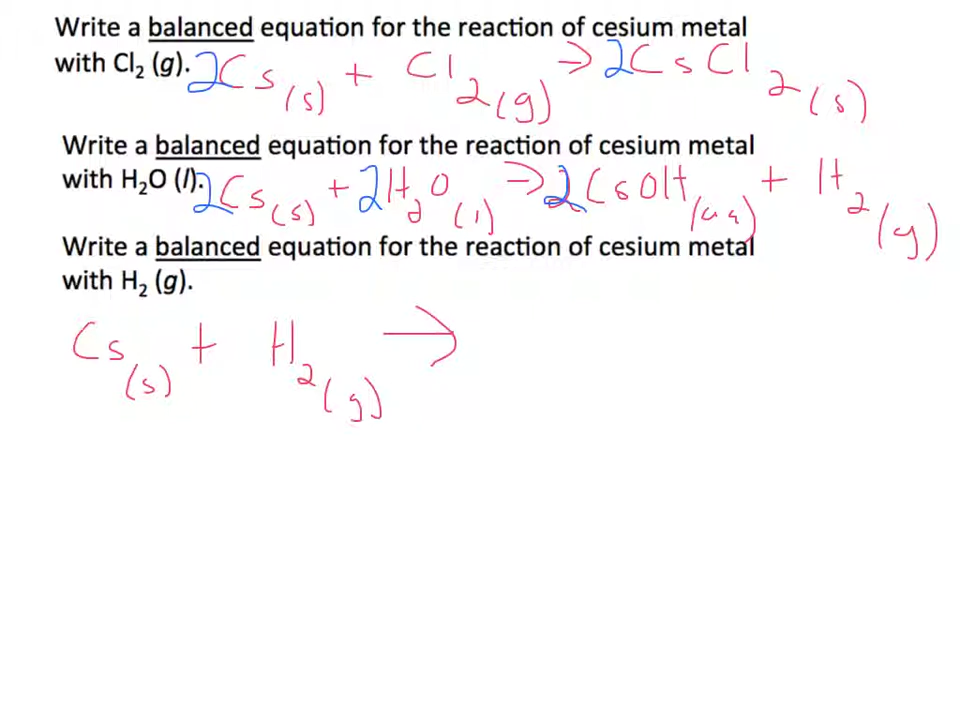 Write a balanced equation for the reaction of cesium metal
with Cl₂ (g). 2Cs(s) + Cl₂(g) → 2CsCl₂(s)
Write a balanced equation for the reaction of cesium metal
with H₂O (l). 2Cs(s) + 2H₂O(l) → 2CsOH(aq) + H₂(g)
Write a balanced equation for the reaction of cesium metal
with H₂ (g).
Cs(s) + H₂(g) →